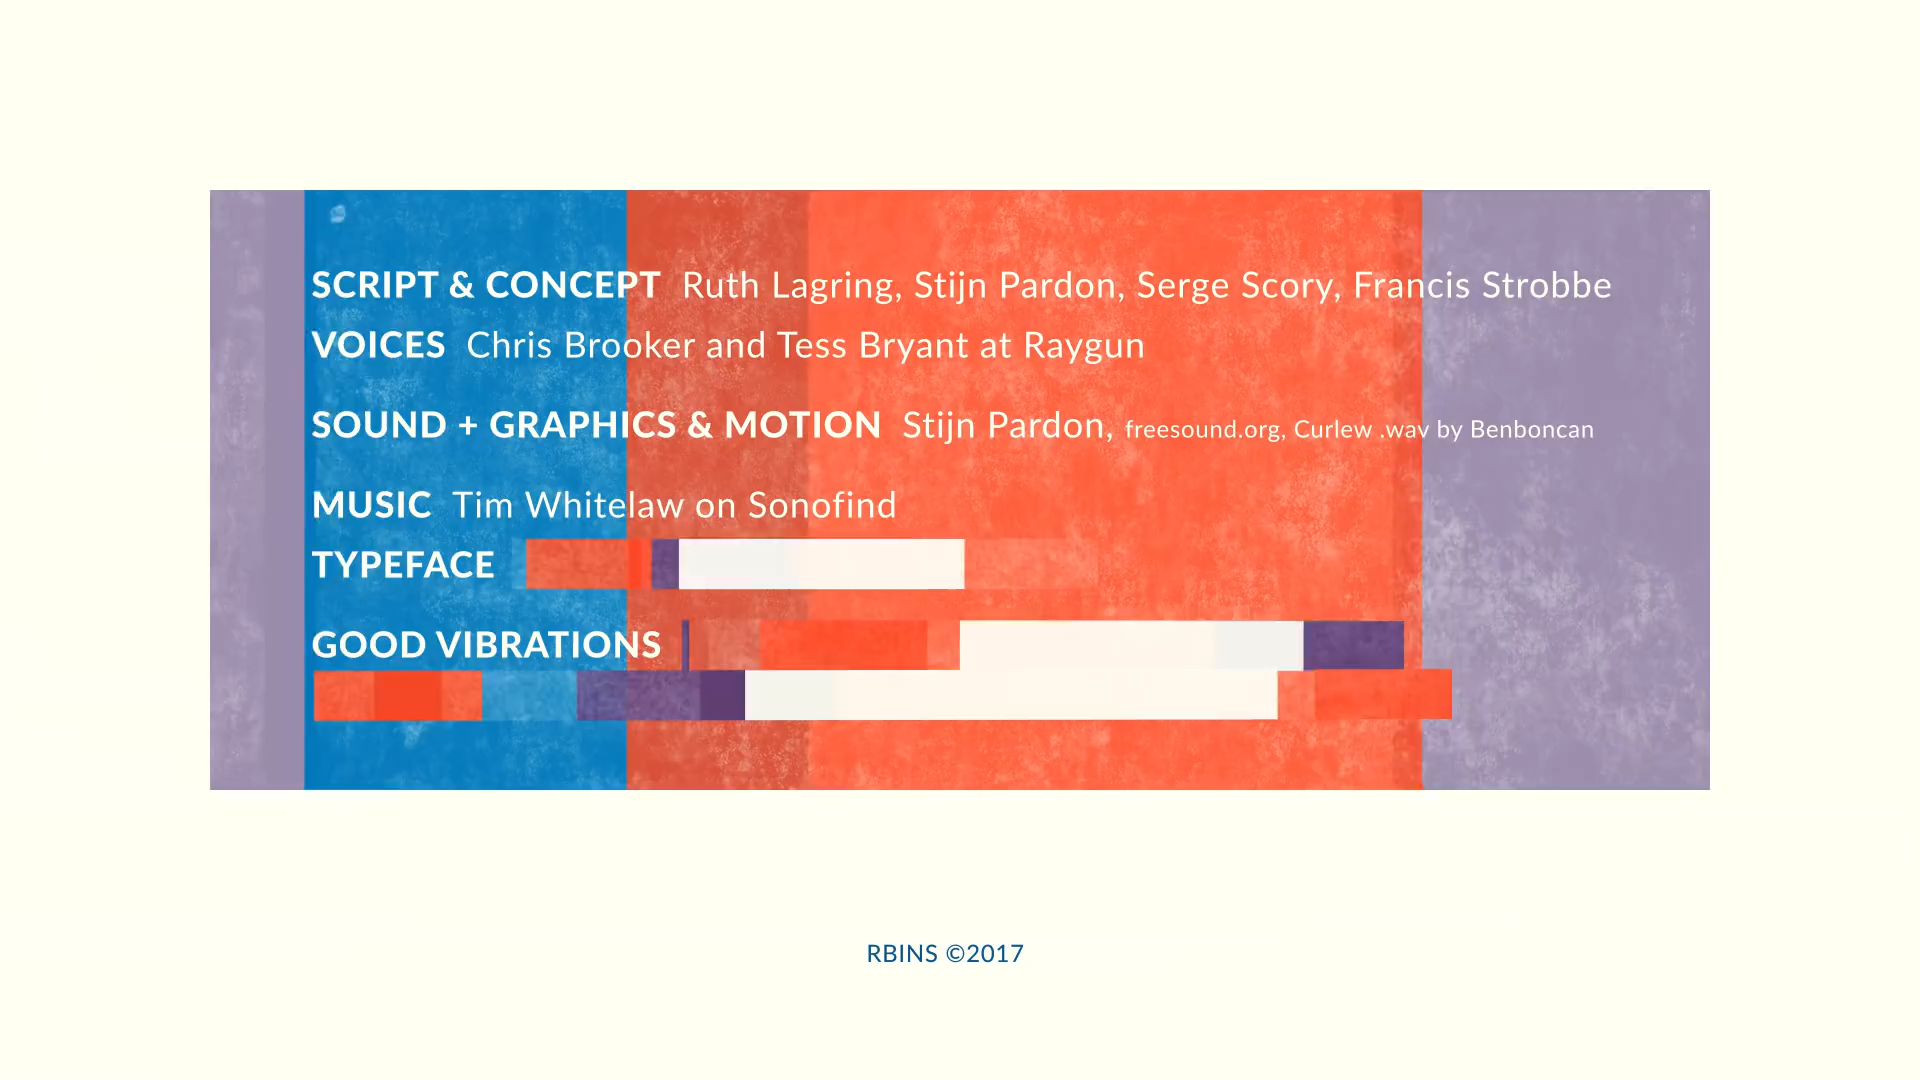 SCRIPT & CONCEPT Ruth Lagring, Stijn Pardon, Serge Scory, Francis Strobbe
VOICES Chris Brooker and Tess Bryant at Raygun
SOUND + GRAPHICS & MOTION Stijn Pardon, freesound.org, Curlew .wav by Benboncan
MUSIC Tim Whitelaw on Sonofind
TYPEFACE
GOOD VIBRATIONS
RBINS ©2017